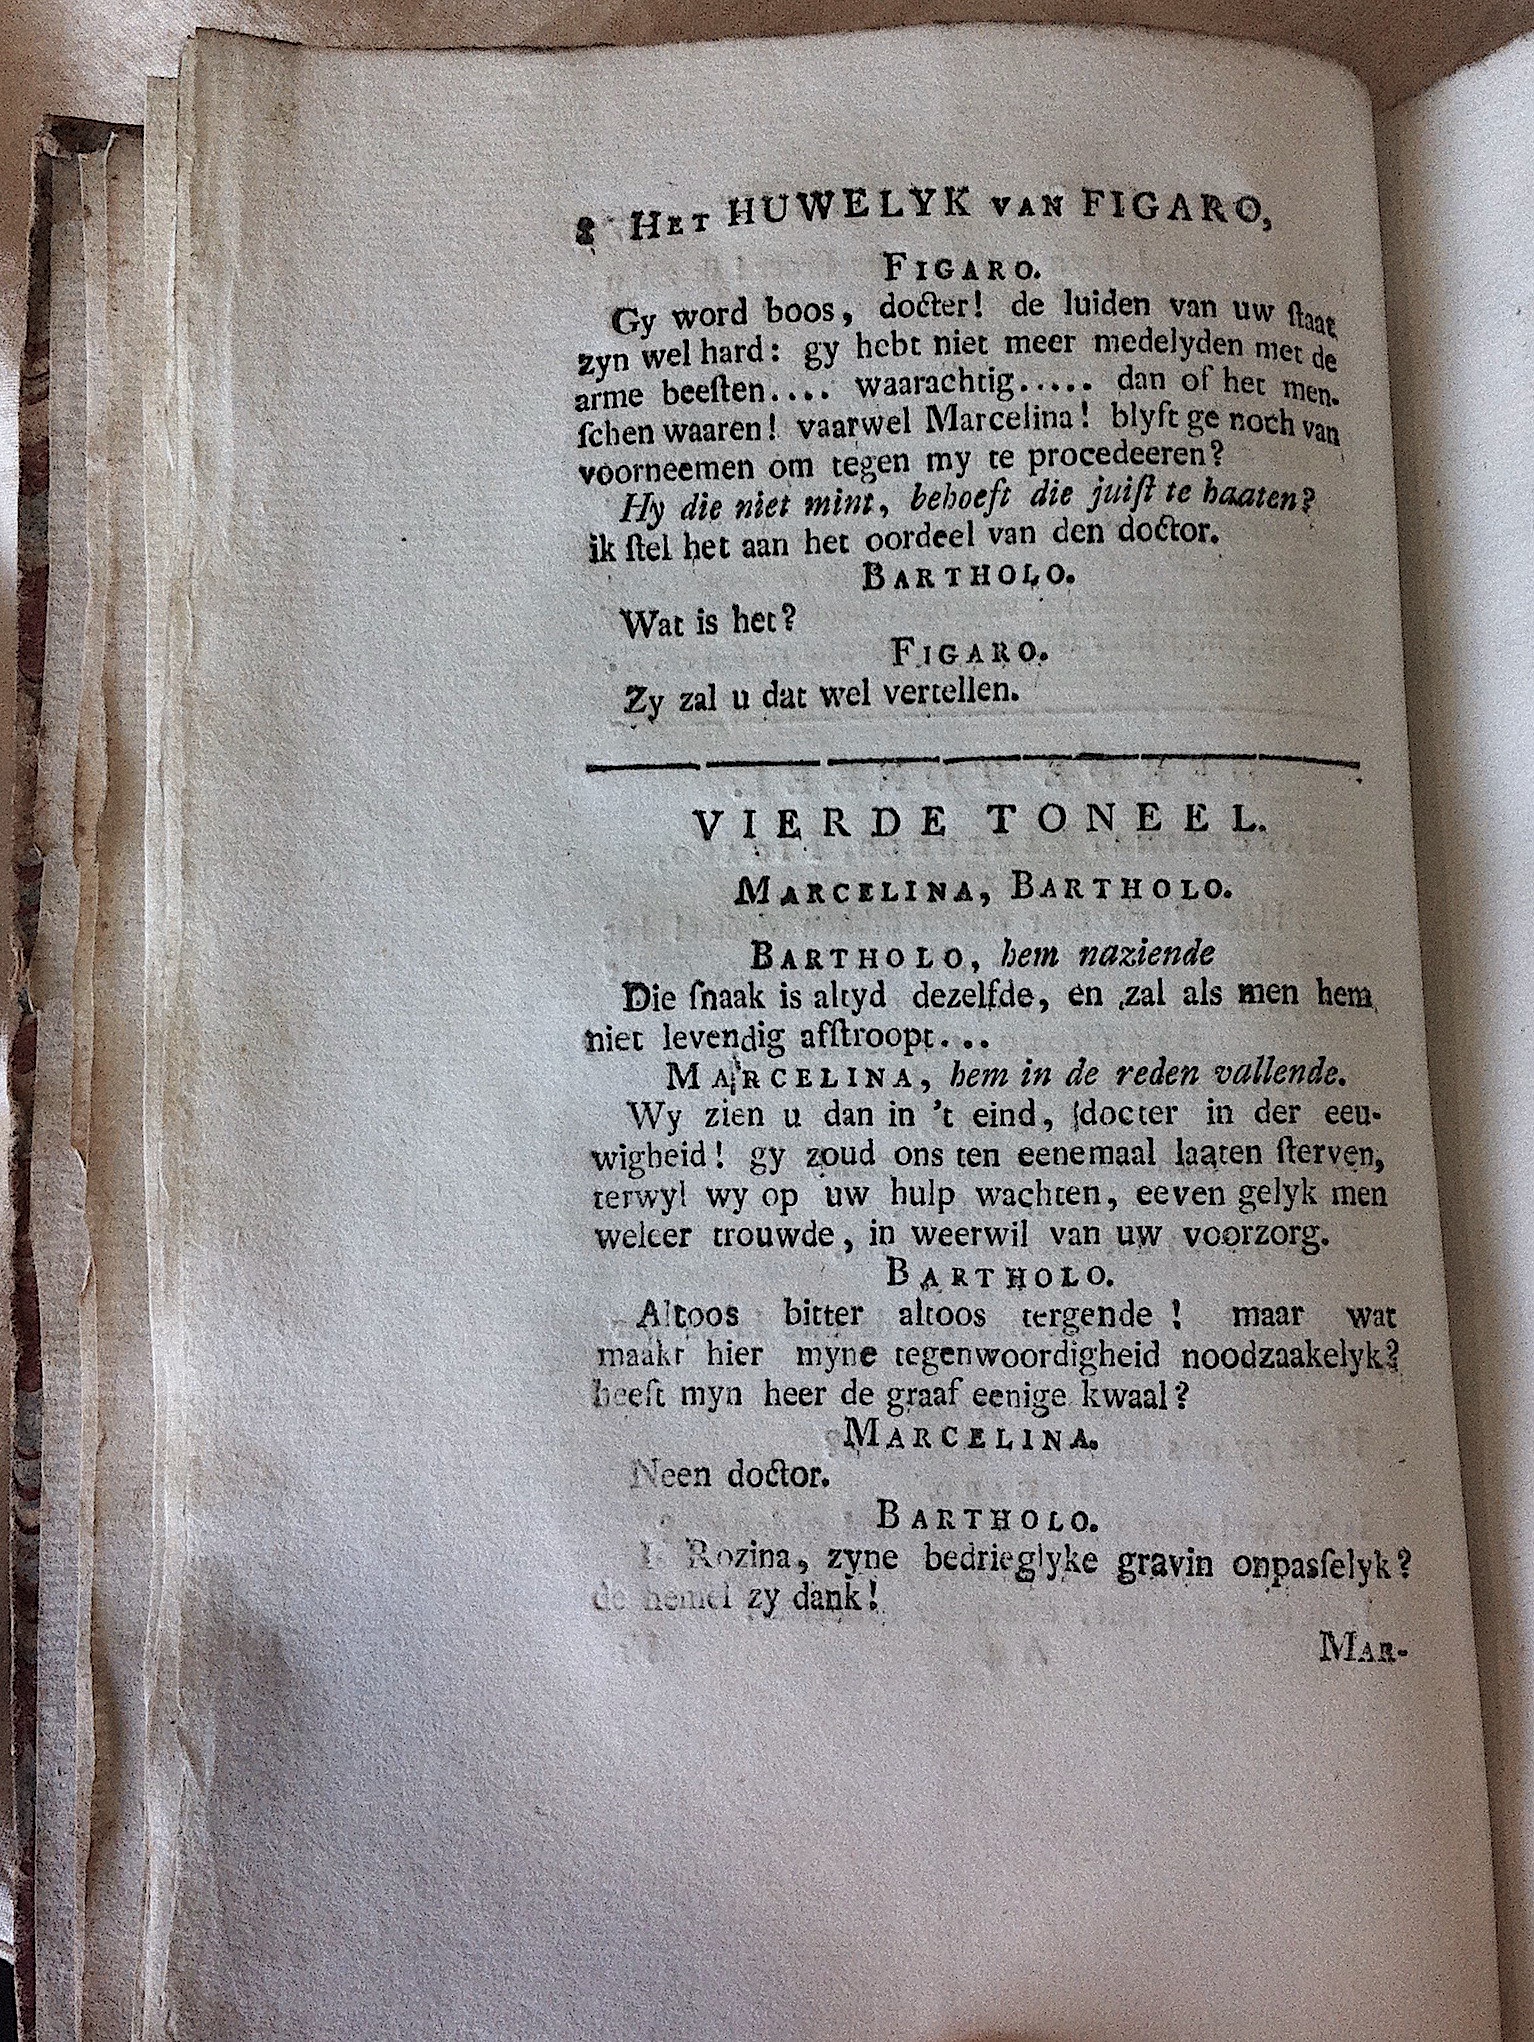 8 HET HUWELYK VAN FIGARO,
FIGARO.
Gy word boos, docter! de luiden van uw ſtaat
zyn wel hard: gy hebt niet meer medelyden met de
arme beeſten.... waarachtig..... dan of het men-
ſchen waaren! vaarwel Marcelina! blyft ge noch van
voorneemen om tegen my te procedeeren?
Hy die niet mint, behoeft die juiſt te haaten?
ik ſtel het aan het oordeel van den doctor.
BARTHOLO.
Wat is het?
FIGARO.
Zy zal u dat wel vertellen.
VIERDE TONEEL.
MARCELINA, BARTHOLO.
BARTHOLO, hem naziende
Die ſnaak is altyd dezelfde, en zal als men hem
niet levendig afſtroopt...
MARCELINA, hem in de reden vallende.
Wy zien u dan in 't eind, docter in der eeu-
wigheid! gy zoud ons ten eenemaal laaten ſterven,
terwyl wy op uw hulp wachten, eeven gelyk men
weleer trouwde, in weerwil van uw voorzorg.
BARTHOLO.
Altoos bitter altoos tergende! maar wat
maakt hier myne tegenwoordigheid noodzaakelyk?
heeft myn heer de graaf eenige kwaal?
MARCELINA.
Neen doctor.
BARTHOLO.
Rozina, zyne bedrieglyke gravin onpasſelyk?
de hemel zy dank!
MAR-